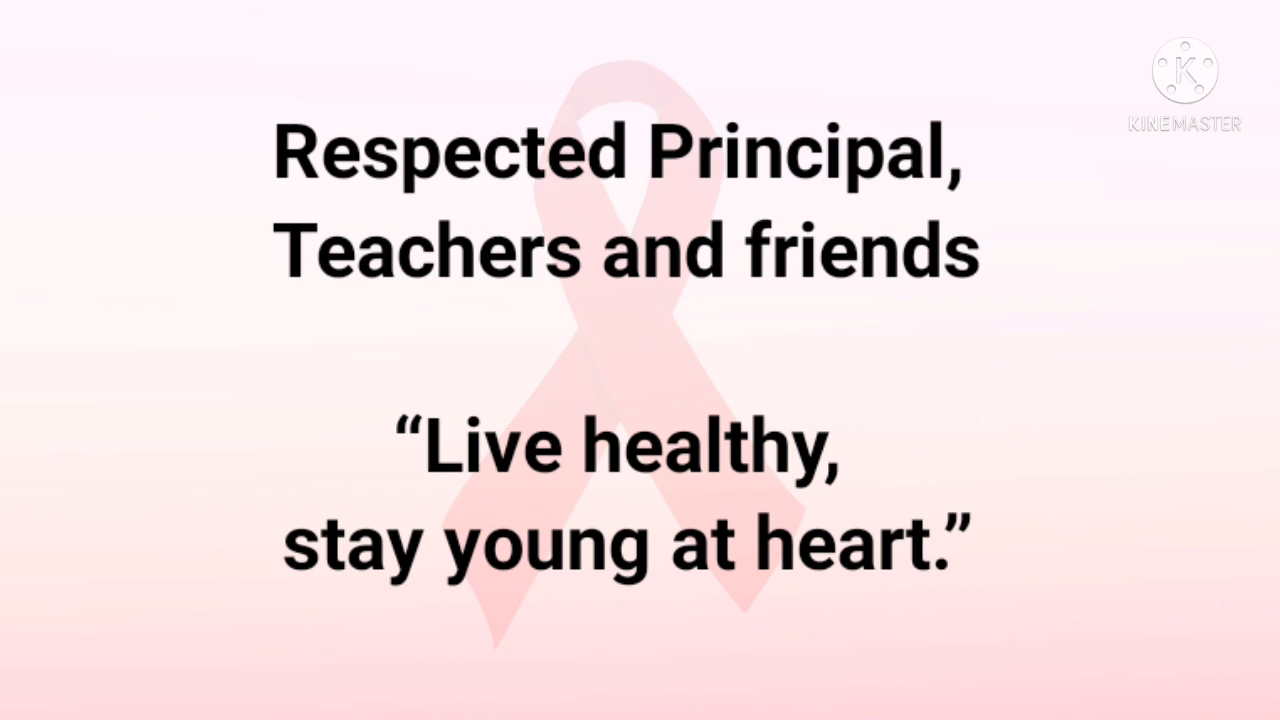 KINEMASTER
Respected Principal,
Teachers and friends
“Live healthy,
stay young at heart.”